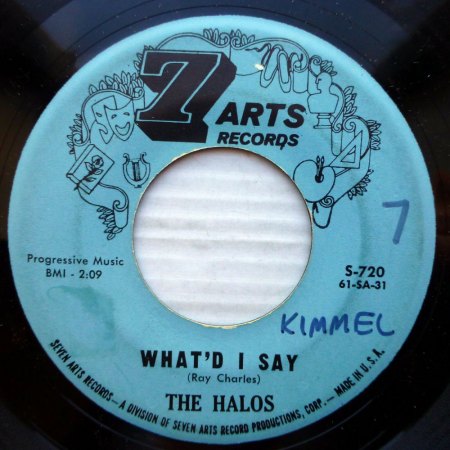 7
ARTS
RECORDS
7
Progressive Music
BMI - 2:09
S-720
61-SA-31
KIMMEL
WHAT'D I SAY
(Ray Charles)
THE HALOS
SEVEN ARTS RECORDS—A DIVISION OF SEVEN ARTS RECORD PRODUCTIONS, CORP.— MADE IN U.S.A.